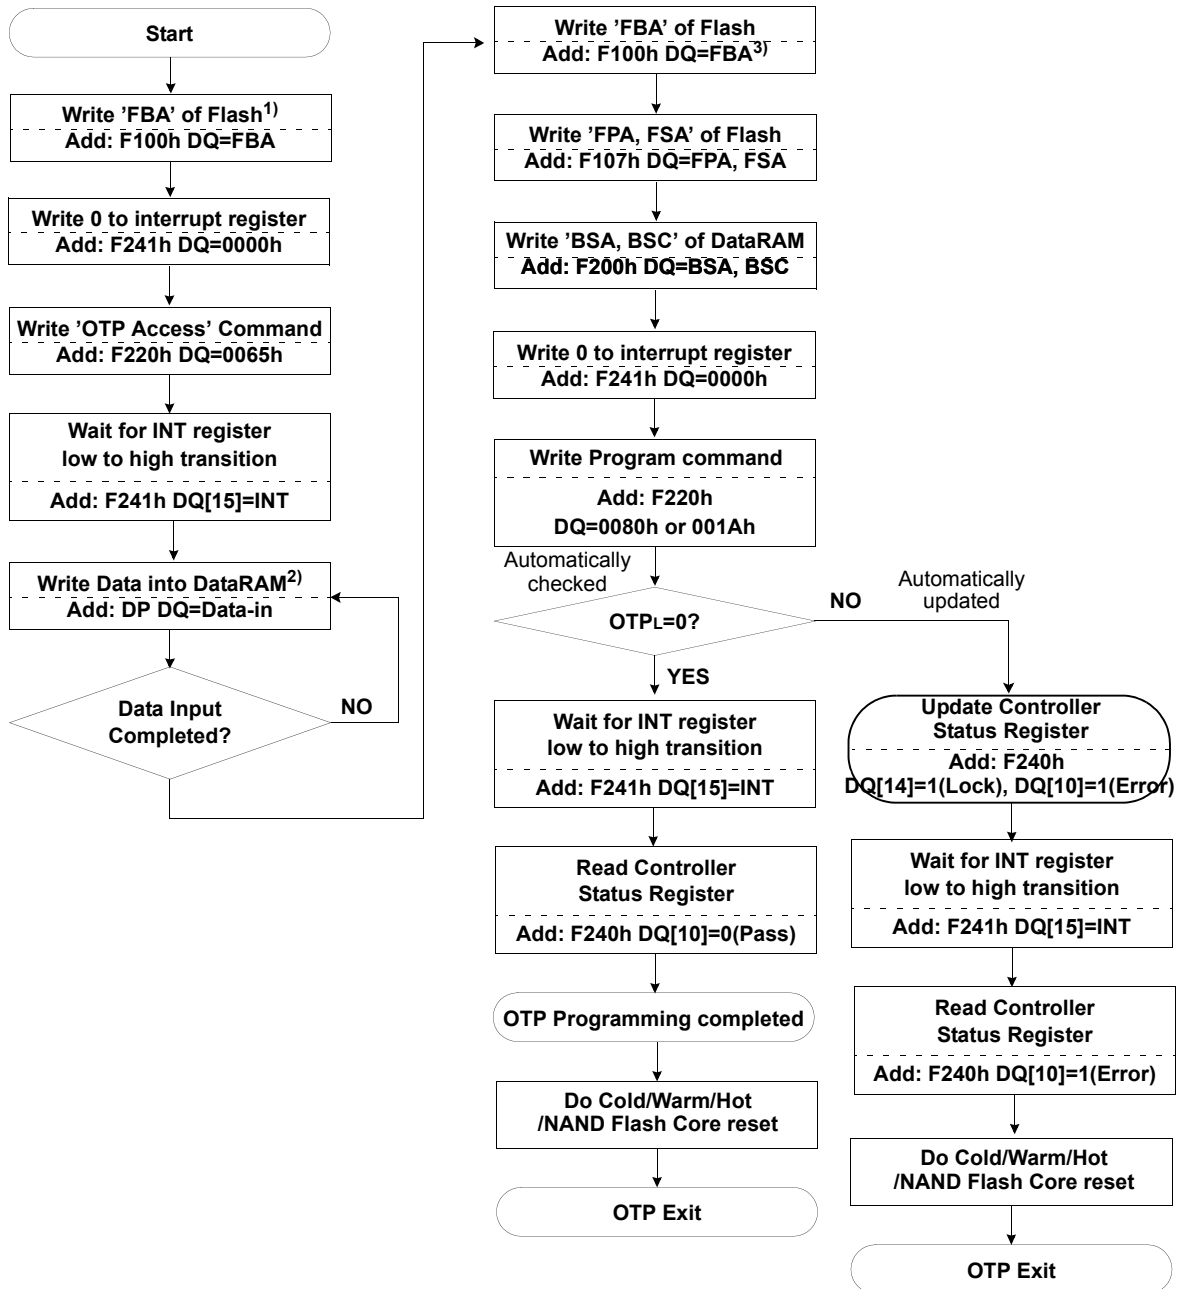 Start
Write ’FBA’ of Flash1)
Add: F100h DQ=FBA
Write 0 to interrupt register
Add: F241h DQ=0000h
Write ’OTP Access’ Command
Add: F220h DQ=0065h
Wait for INT register
low to high transition
Add: F241h DQ[15]=INT
Write Data into DataRAM2)
Add: DP DQ=Data-in
Data Input
Completed?
NO
Write ’FBA’ of Flash
Add: F100h DQ=FBA3)
Write ’FPA, FSA’ of Flash
Add: F107h DQ=FPA, FSA
Write ’BSA, BSC’ of DataRAM
Add: F200h DQ=BSA, BSC
Write 0 to interrupt register
Add: F241h DQ=0000h
Write Program command
Add: F220h
DQ=0080h or 001Ah
Automatically
checked
OTPL=0?
YES
Wait for INT register
low to high transition
Add: F241h DQ[15]=INT
Read Controller
Status Register
Add: F240h DQ[10]=0(Pass)
OTP Programming completed
Do Cold/Warm/Hot
/NAND Flash Core reset
OTP Exit
NO
Automatically
updated
Update Controller
Status Register
Add: F240h
DQ[14]=1(Lock), DQ[10]=1(Error)
Wait for INT register
low to high transition
Add: F241h DQ[15]=INT
Read Controller
Status Register
Add: F240h DQ[10]=1(Error)
Do Cold/Warm/Hot
/NAND Flash Core reset
OTP Exit